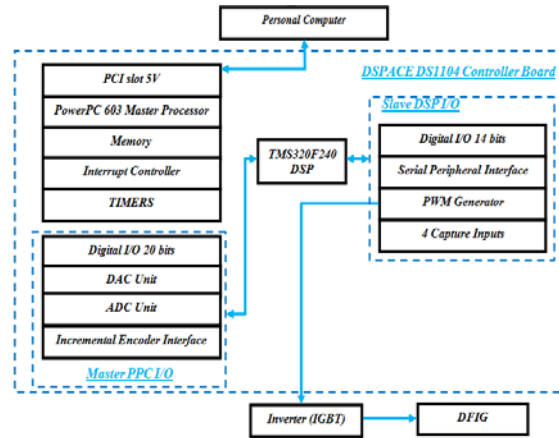 Personal Computer
DSPACE DS1104 Controller Board
PCI slot 5V
PowerPC 603 Master Processor
Memory
Interrupt Controller
TIMERS
TMS320F240
DSP
Slave DSP I/O
Digital I/O 14 bits
Serial Peripheral Interface
PWM Generator
4 Capture Inputs
Digital I/O 20 bits
DAC Unit
ADC Unit
Incremental Encoder Interface
Master PPC I/O
Inverter (IGBT)
DFIG